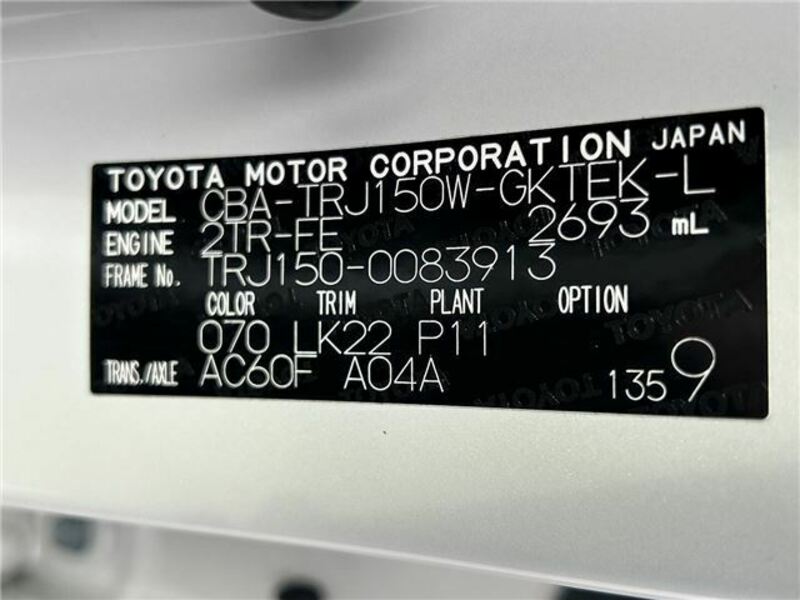 TOYOTA MOTOR CORPORATION JAPAN
MODEL CBA-TRJ150W-GKTEK-L
ENGINE 2TR-FE 2693 mL
FRAME No. TRJ150-0083913
COLOR TRIM PLANT OPTION
070 LK22 P11
TRANS./AXLE AC60F A04A 1359